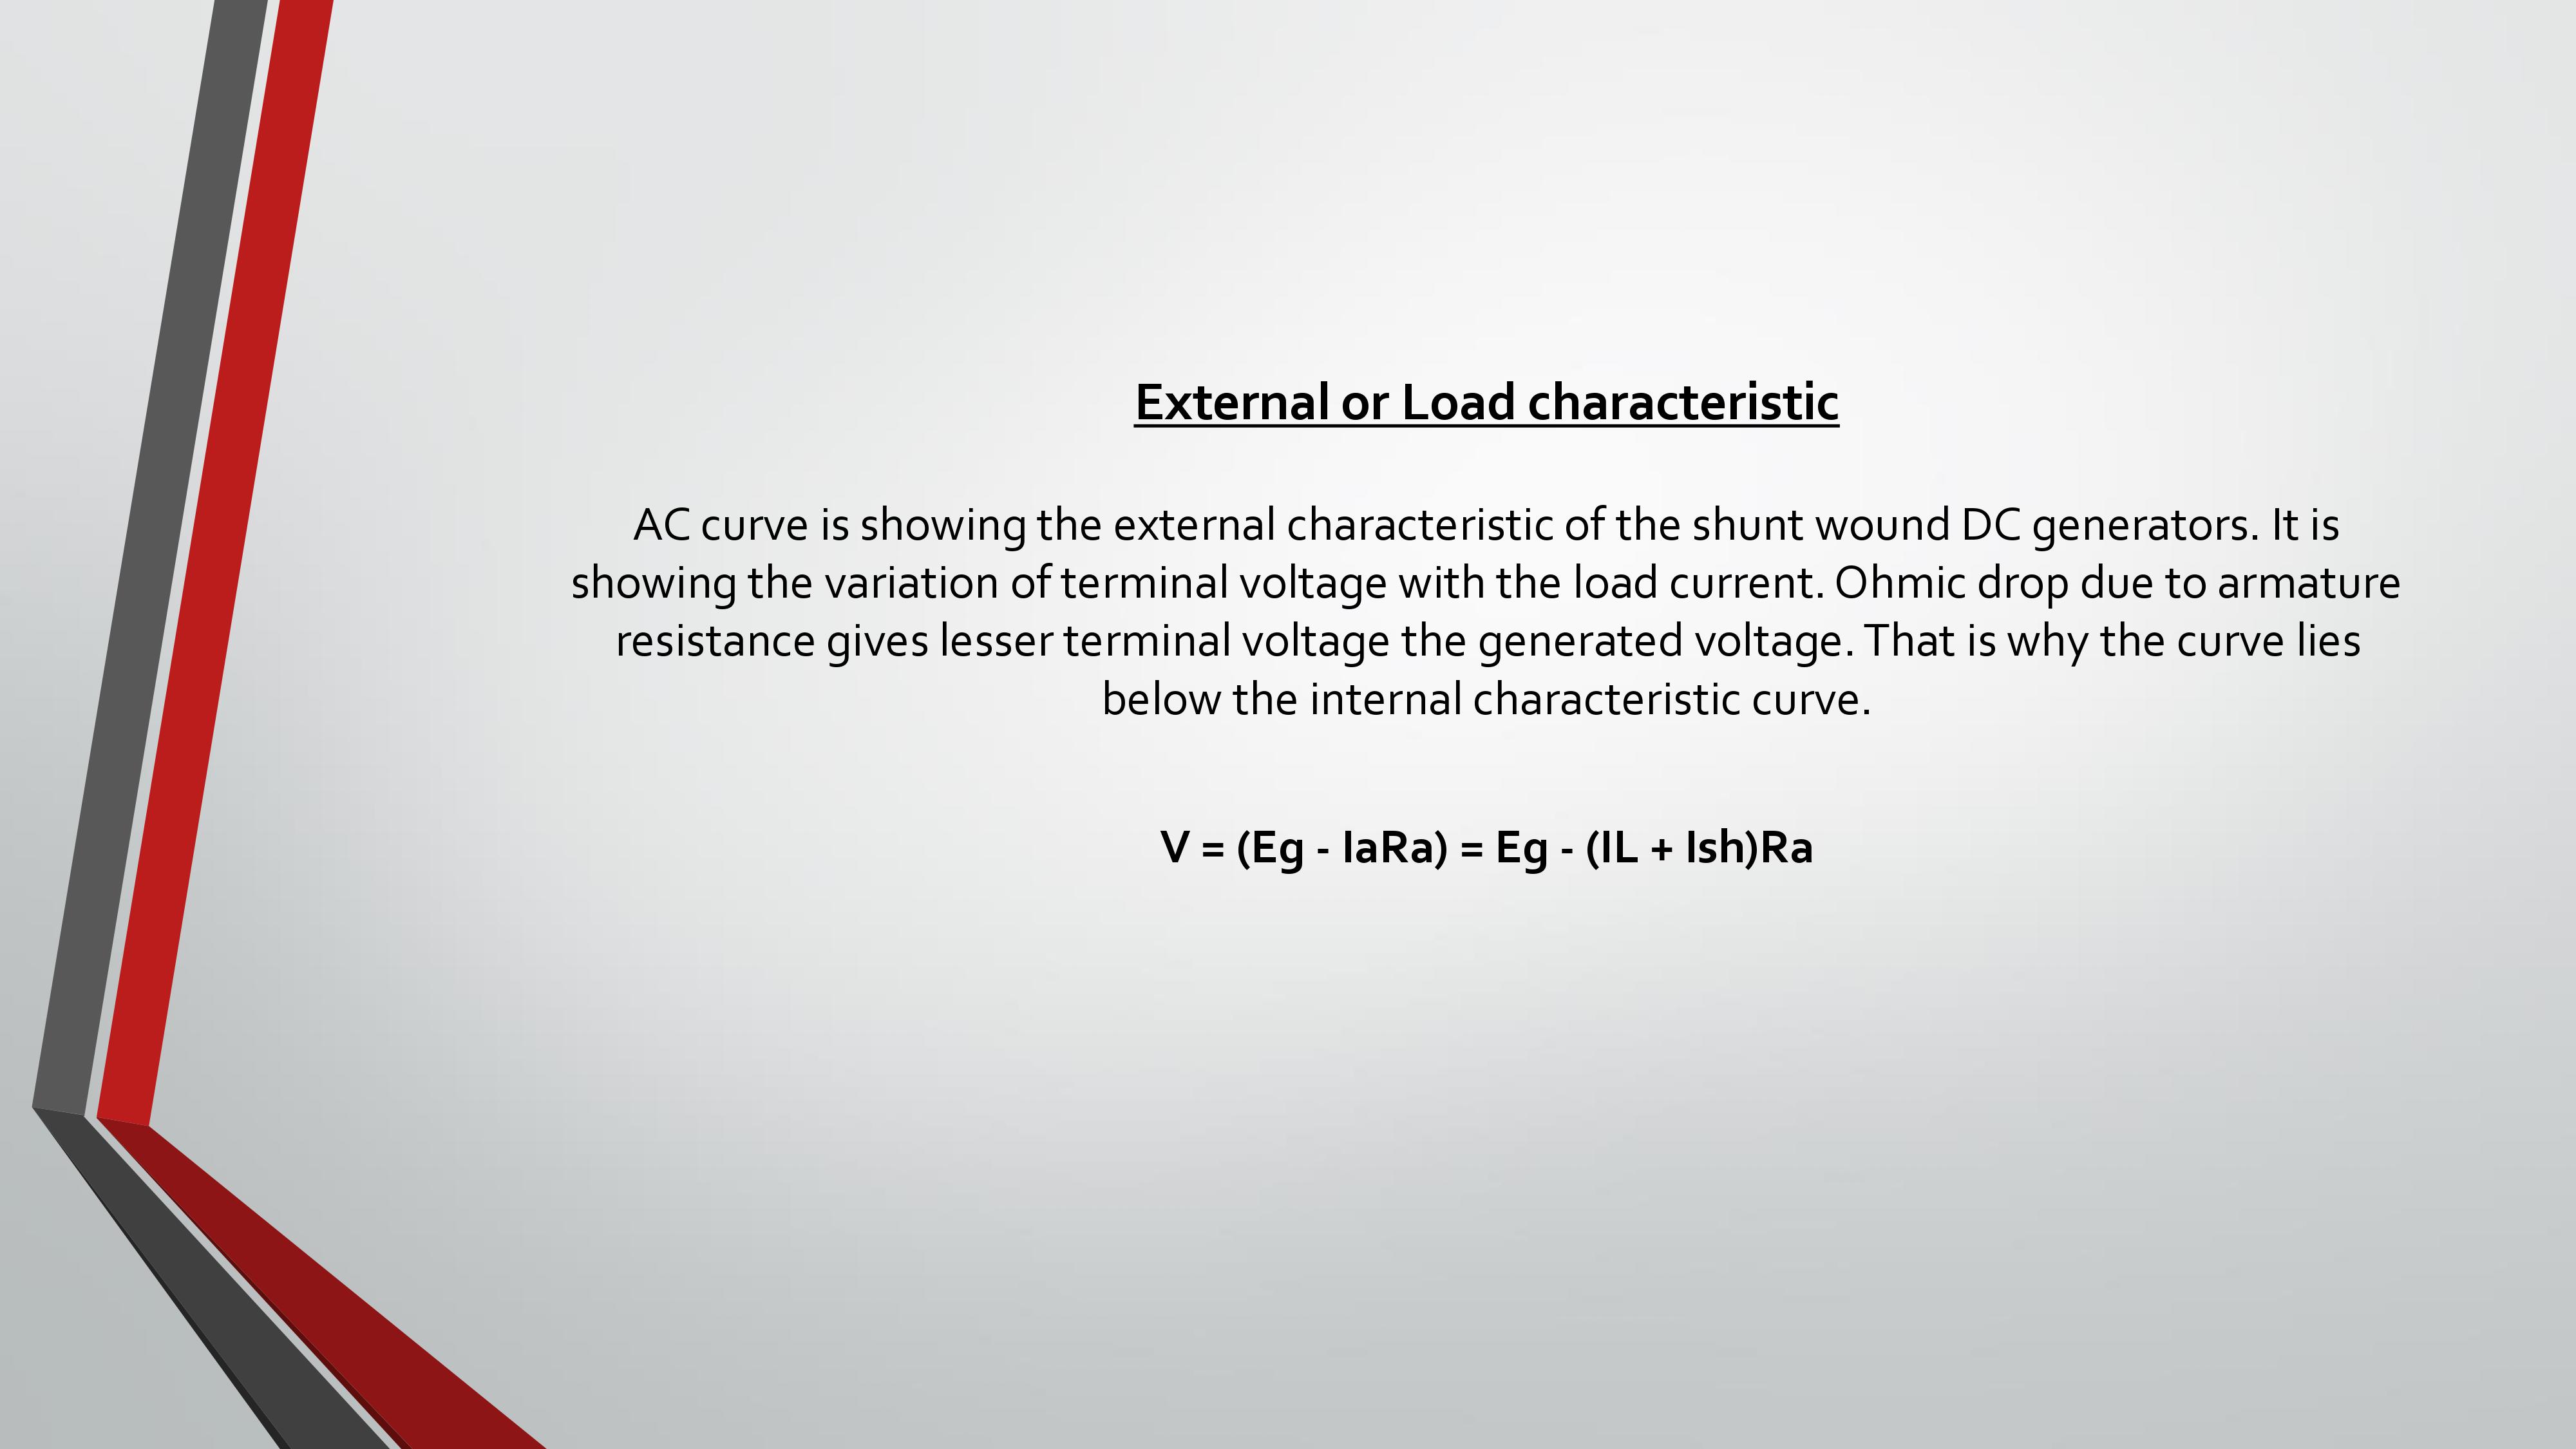 External or Load characteristic
AC curve is showing the external characteristic of the shunt wound DC generators. It is
showing the variation of terminal voltage with the load current. Ohmic drop due to armature
resistance gives lesser terminal voltage the generated voltage. That is why the curve lies
below the internal characteristic curve.
V = (Eg - IaRa) = Eg - (IL + Ish)Ra